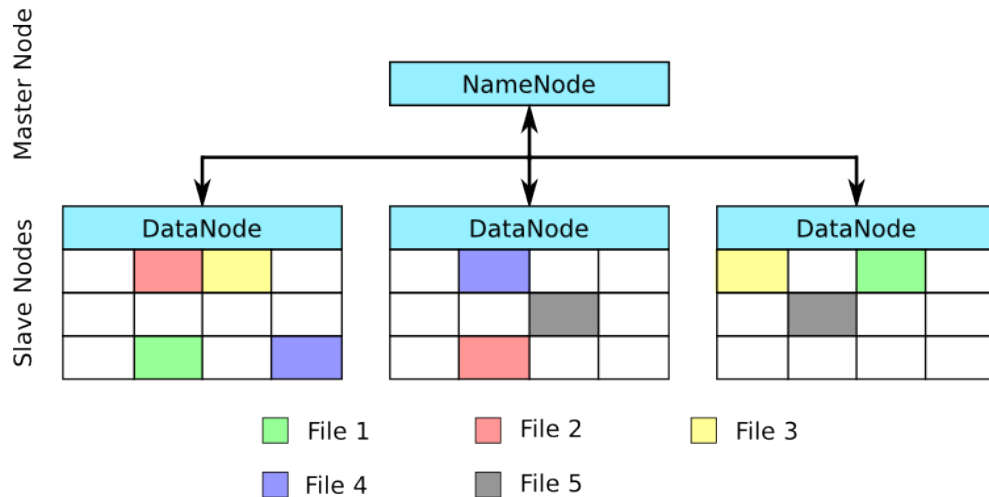 Master Node
NameNode
Slave Nodes
DataNode
DataNode
DataNode
File 1
File 2
File 3
File 4
File 5